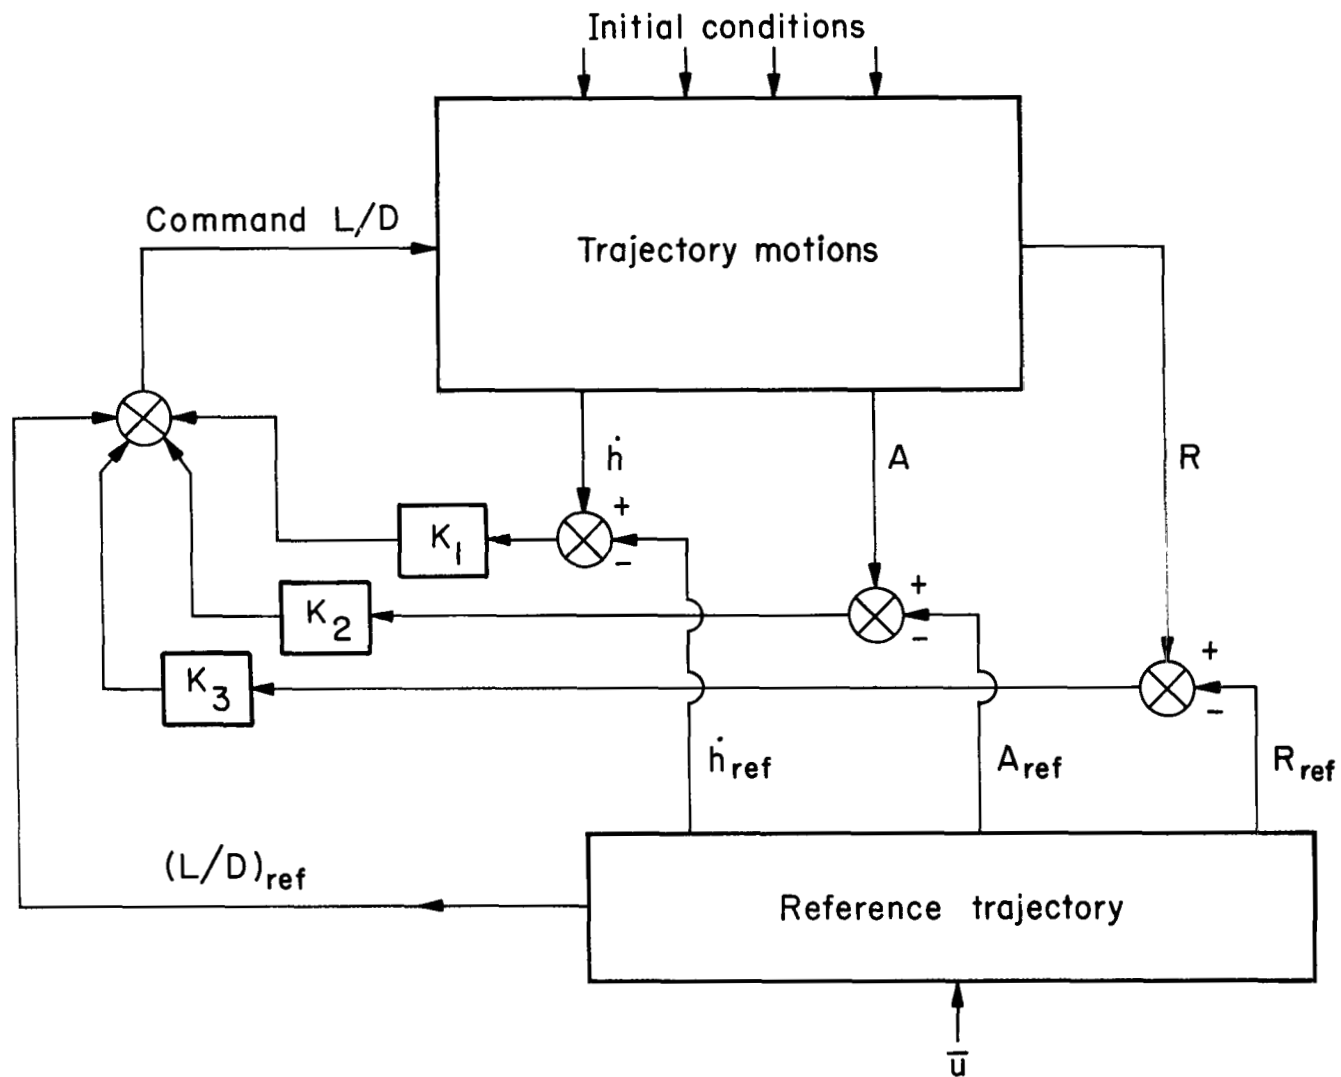 Initial conditions
Command L/D
Trajectory motions
ḣ
A
R
+
K₁
-
+
K₂
-
+
K₃
-
ḣref
Aref
Rref
(L/D)ref
Reference trajectory
u̅